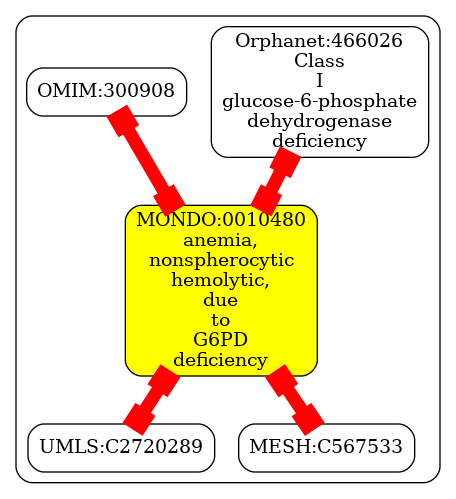 Orphanet:466026
Class
I
glucose-6-phosphate
dehydrogenase
deficiency
OMIM:300908
MONDO:0010480
anemia,
nonspherocytic
hemolytic,
due
to
G6PD
deficiency
UMLS:C2720289
MESH:C567533